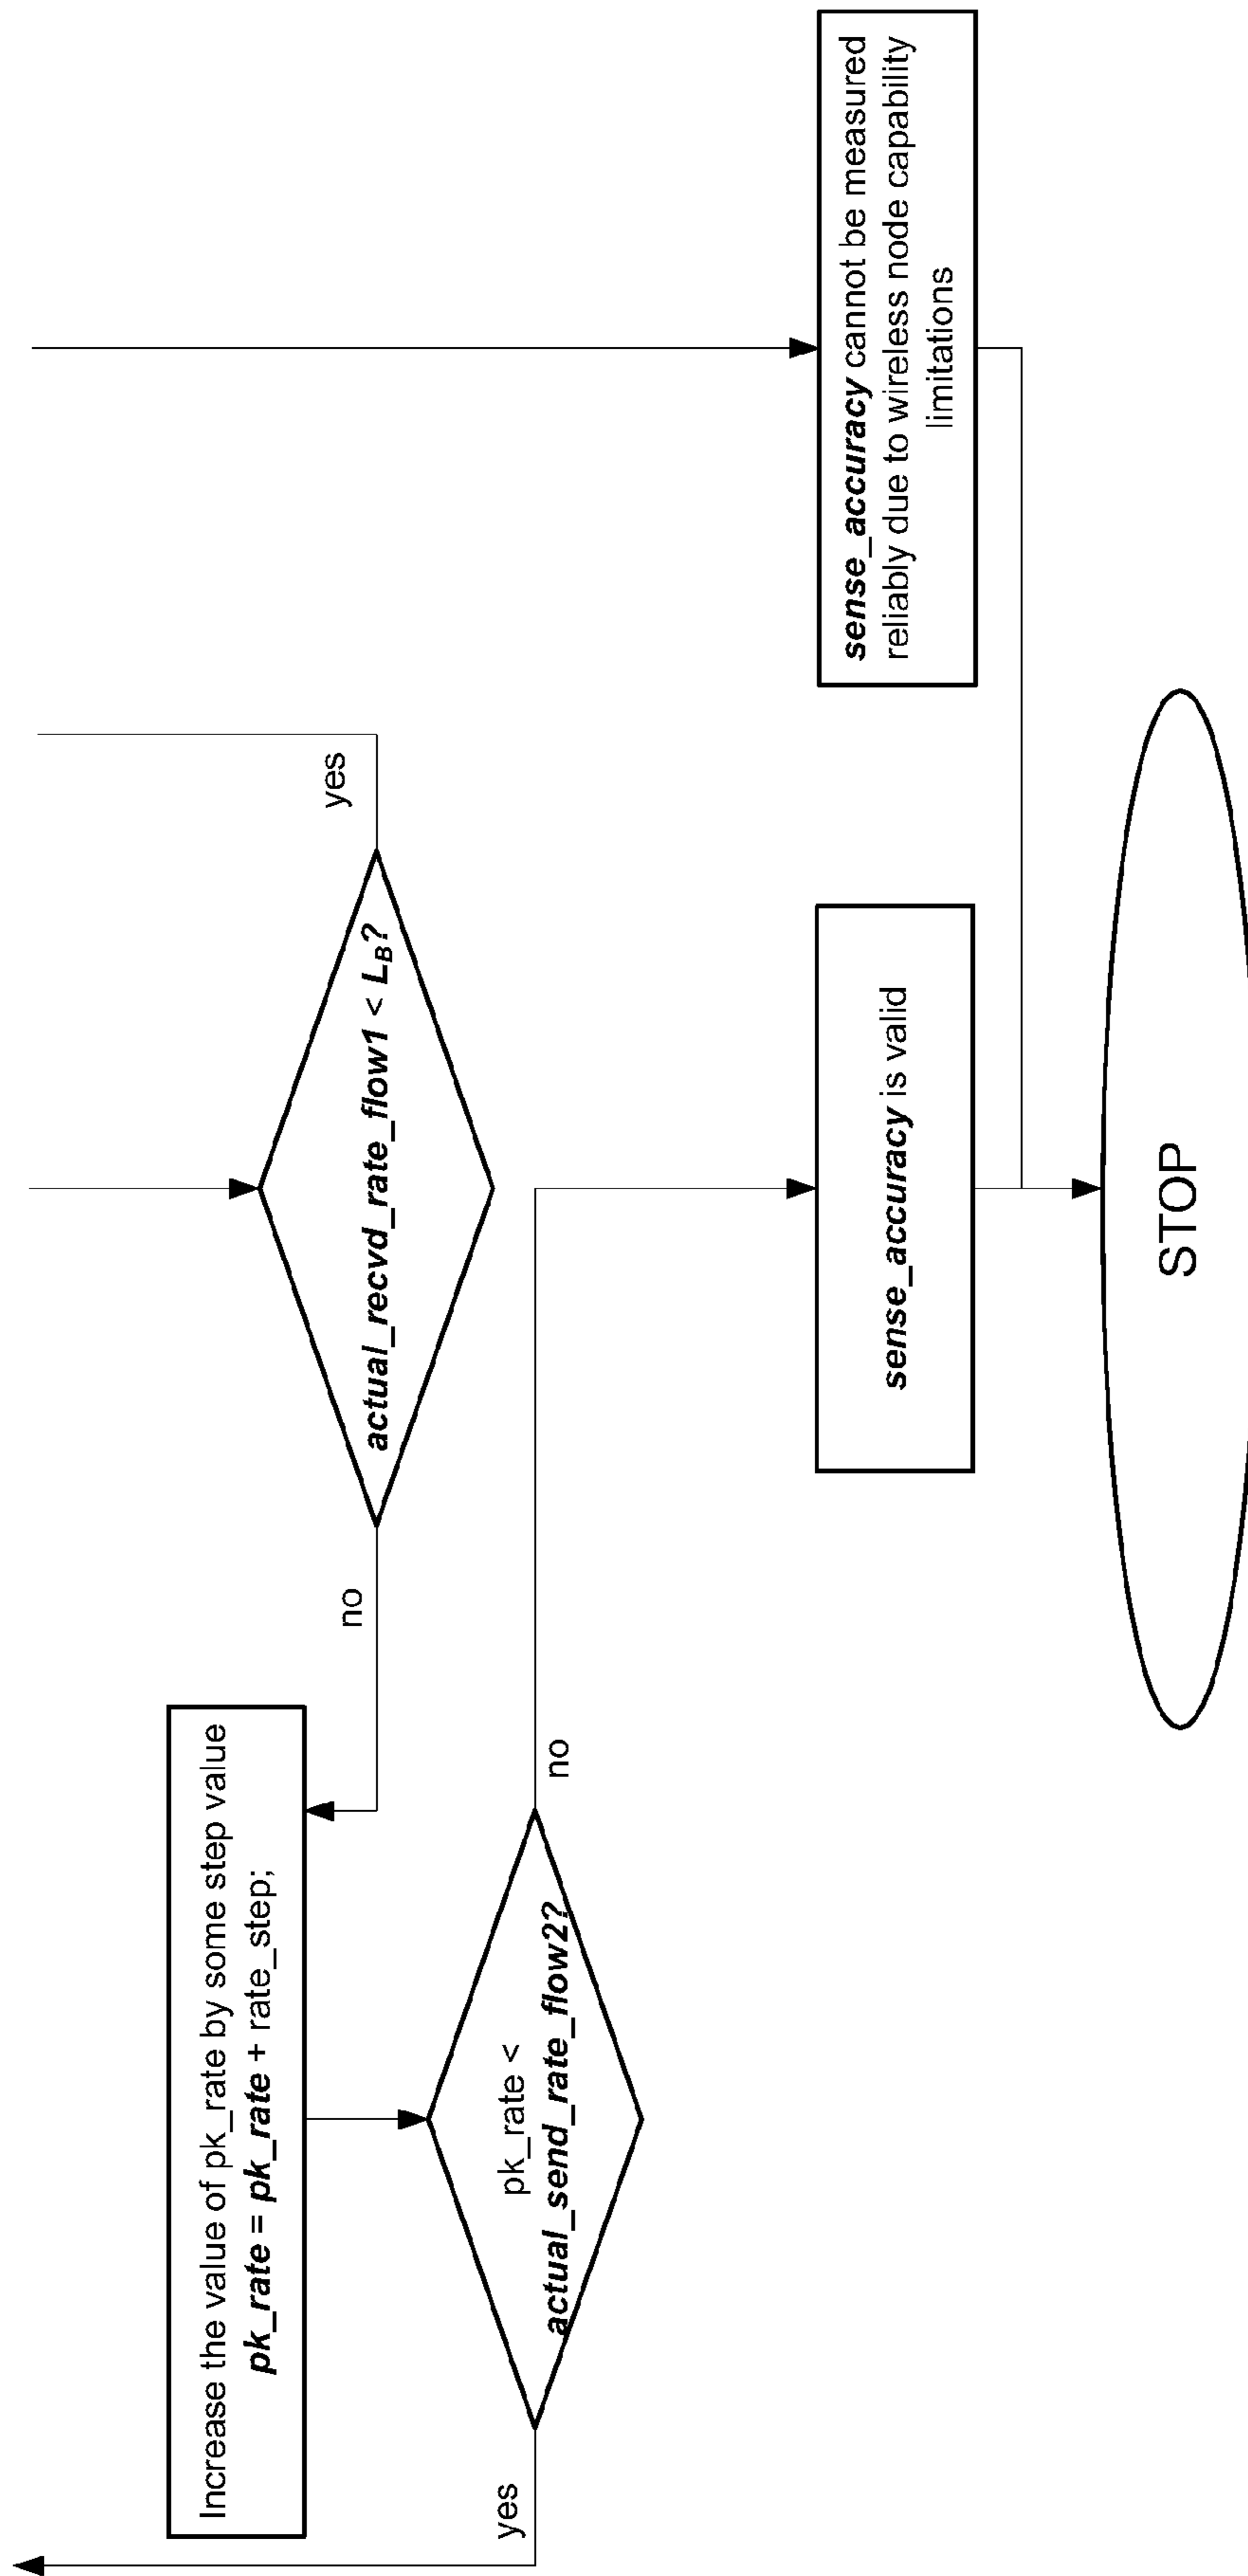 actual_recvd_rate_flow1 < L_B?
yes
no
Increase the value of pk_rate by some step value
pk_rate = pk_rate + rate_step;
pk_rate <
actual_send_rate_flow2?
yes
no
sense_accuracy is valid
sense_accuracy cannot be measured
reliably due to wireless node capability
limitations
STOP